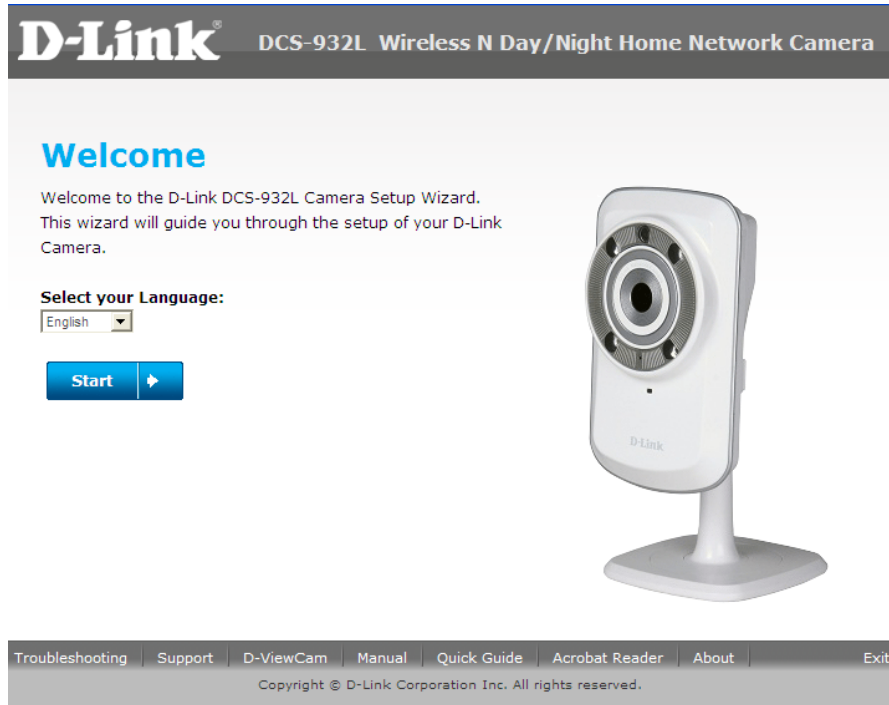 D-Link®
DCS-932L Wireless N Day/Night Home Network Camera
Welcome
Welcome to the D-Link DCS-932L Camera Setup Wizard.
This wizard will guide you through the setup of your D-Link
Camera.
Select your Language:
English
Start
D-Link
Troubleshooting Support D-ViewCam Manual Quick Guide Acrobat Reader About Exit
Copyright © D-Link Corporation Inc. All rights reserved.